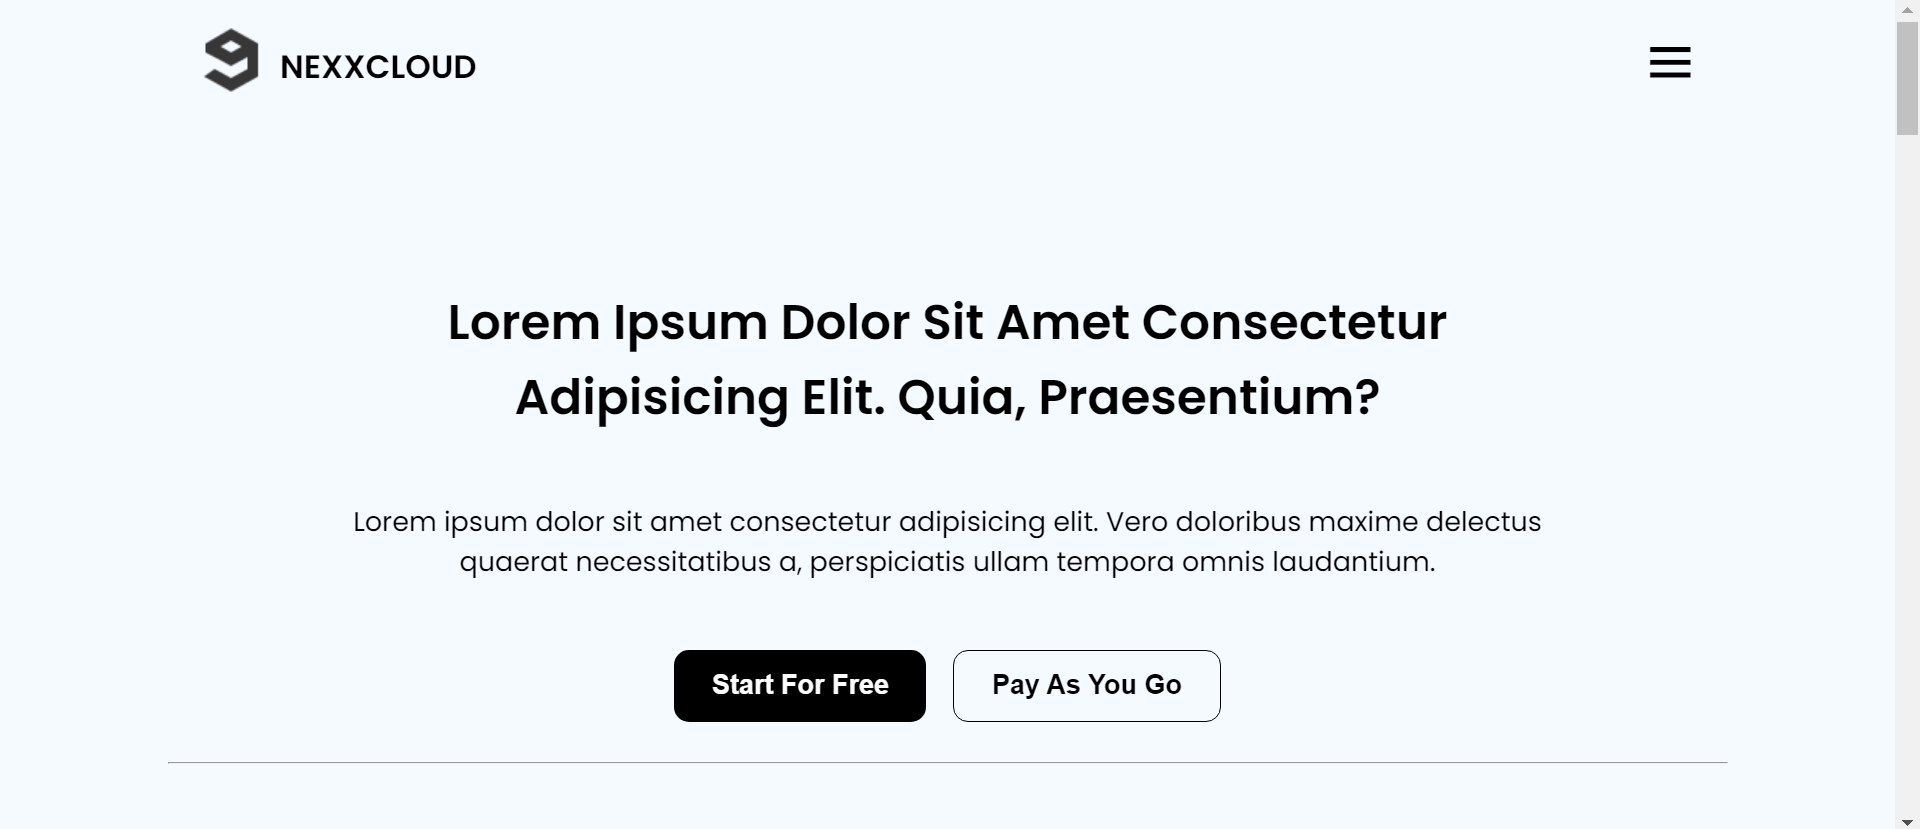 NEXXCLOUD
Lorem Ipsum Dolor Sit Amet Consectetur
Adipisicing Elit. Quia, Praesentium?
Lorem ipsum dolor sit amet consectetur adipisicing elit. Vero doloribus maxime delectus
quaerat necessitatibus a, perspiciatis ullam tempora omnis laudantium.
Start For Free
Pay As You Go